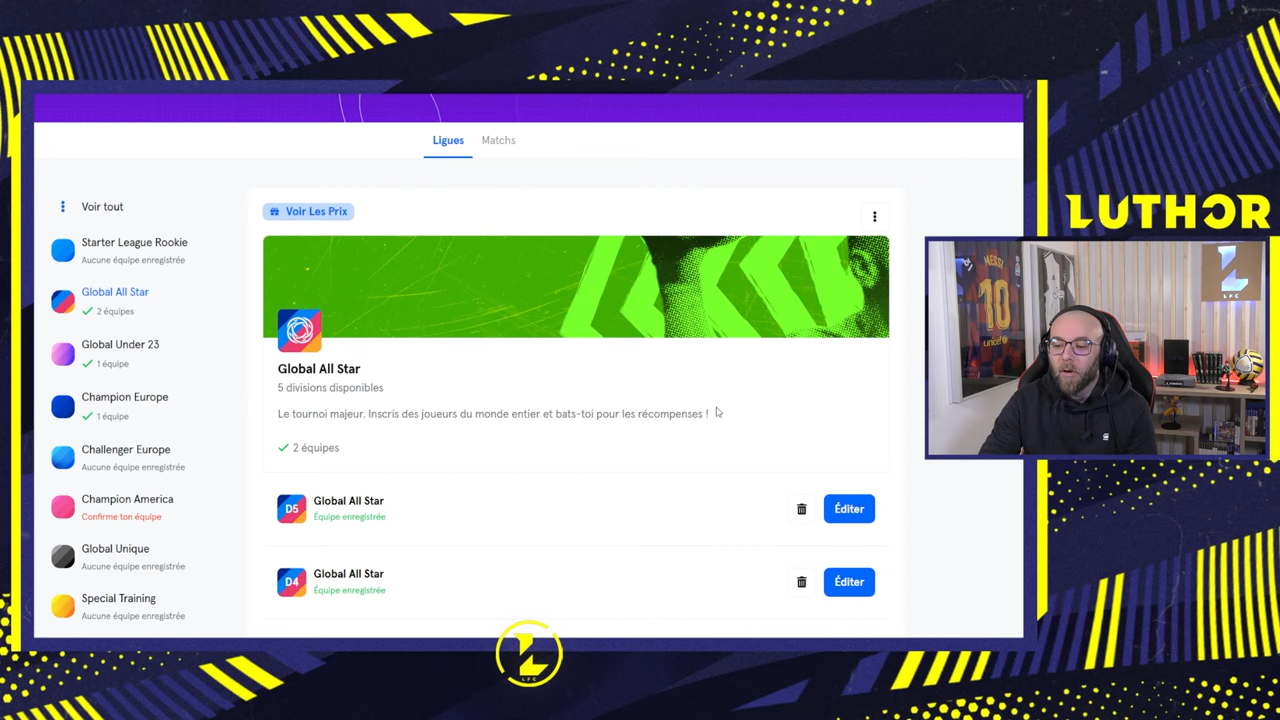 Ligues
Matchs
Voir tout
Starter League Rookie
Aucune équipe enregistrée
Global All Star
2 équipes
Global Under 23
1 équipe
Champion Europe
1 équipe
Challenger Europe
Aucune équipe enregistrée
Champion America
Confirme ton équipe
Global Unique
Aucune équipe enregistrée
Special Training
Aucune équipe enregistrée
Voir Les Prix
Global All Star
5 divisions disponibles
Le tournoi majeur. Inscris des joueurs du monde entier et bats-toi pour les récompenses !
2 équipes
D5
Global All Star
Équipe enregistrée
Éditer
D4
Global All Star
Équipe enregistrée
Éditer
LUTHOR
MESSI
10
unicef
LFC
LFC